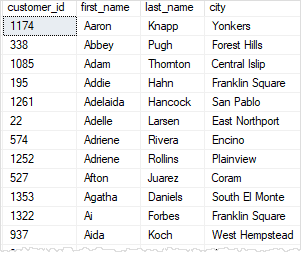 customer_id first_name last_name city
1174 Aaron Knapp Yonkers
338 Abbey Pugh Forest Hills
1085 Adam Thornton Central Islip
195 Addie Hahn Franklin Square
1261 Adelaida Hancock San Pablo
22 Adelle Larsen East Northport
574 Adriene Rivera Encino
1252 Adriene Rollins Plainview
527 Afton Juarez Coram
1353 Agatha Daniels South El Monte
1322 Ai Forbes Franklin Square
937 Aida Koch West Hempstead